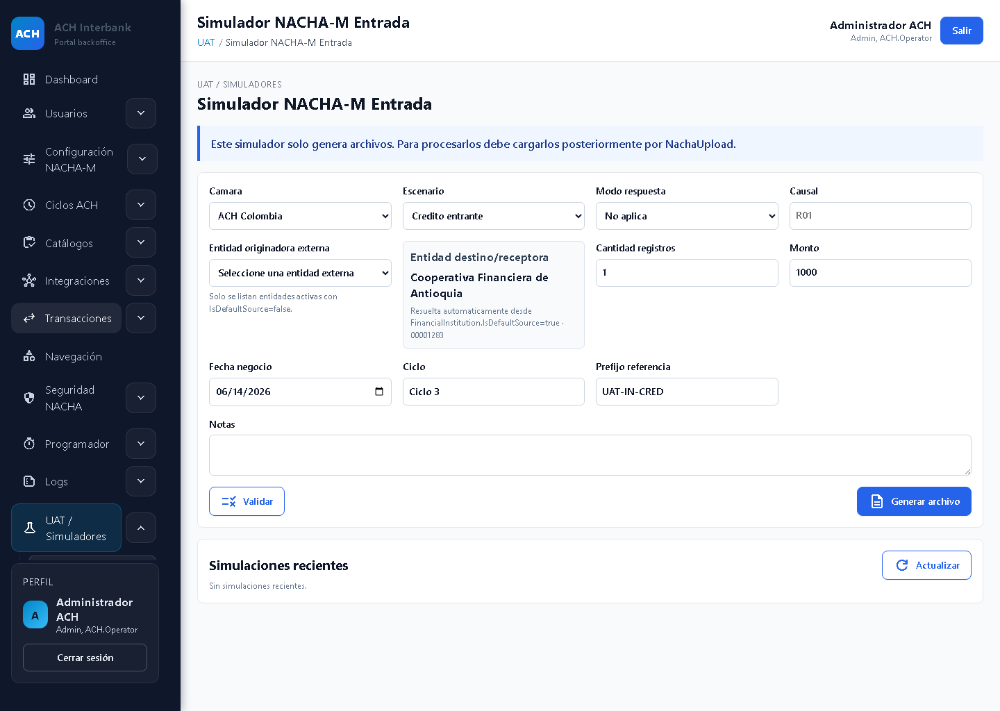 ACH
ACH Interbank
Portal backoffice
Dashboard
Usuarios
Configuración
NACHA-M
Ciclos ACH
Catálogos
Integraciones
Transacciones
Navegación
Seguridad
NACHA
Programador
Logs
UAT /
Simuladores
PERFIL
A
Administrador
ACH
Admin, ACH.Operator
Cerrar sesión
Simulador NACHA-M Entrada
UAT / Simulador NACHA-M Entrada
Administrador ACH
Admin, ACH.Operator
Salir
UAT / SIMULADORES
Simulador NACHA-M Entrada
Este simulador solo genera archivos. Para procesarlos debe cargarlos posteriormente por NachaUpload.
Camara
ACH Colombia
Escenario
Credito entrante
Modo respuesta
No aplica
Causal
R01
Entidad originadora externa
Seleccione una entidad externa
Solo se listan entidades activas con
IsDefaultSource=false.
Entidad destino/receptora
Cooperativa Financiera de
Antioquia
Resuelta automaticamente desde
FinancialInstitution.IsDefaultSource=true ·
00001283
Cantidad registros
1
Monto
1000
Fecha negocio
06/14/2026
Ciclo
Ciclo 3
Prefijo referencia
UAT-IN-CRED
Notas
Validar
Generar archivo
Simulaciones recientes
Sin simulaciones recientes.
Actualizar